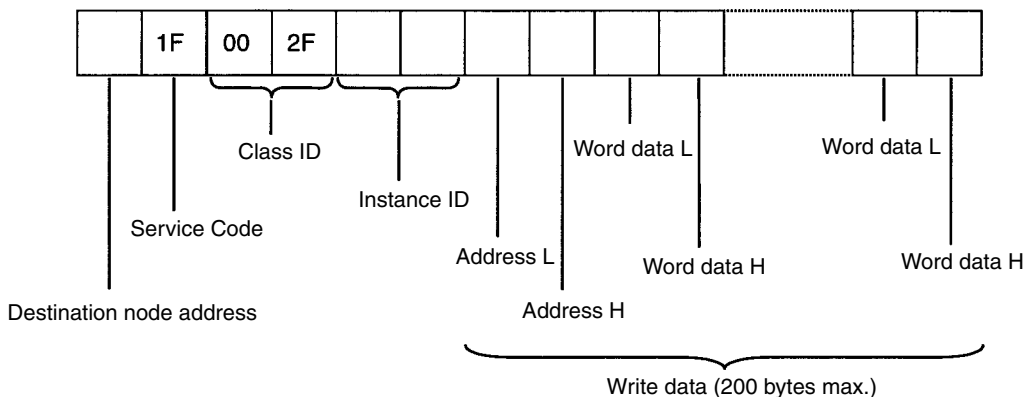 1F 00 2F
Word data L Word data L
Class ID
Instance ID
Service Code
Address L Word data H Word data H
Address H
Destination node address
Write data (200 bytes max.)